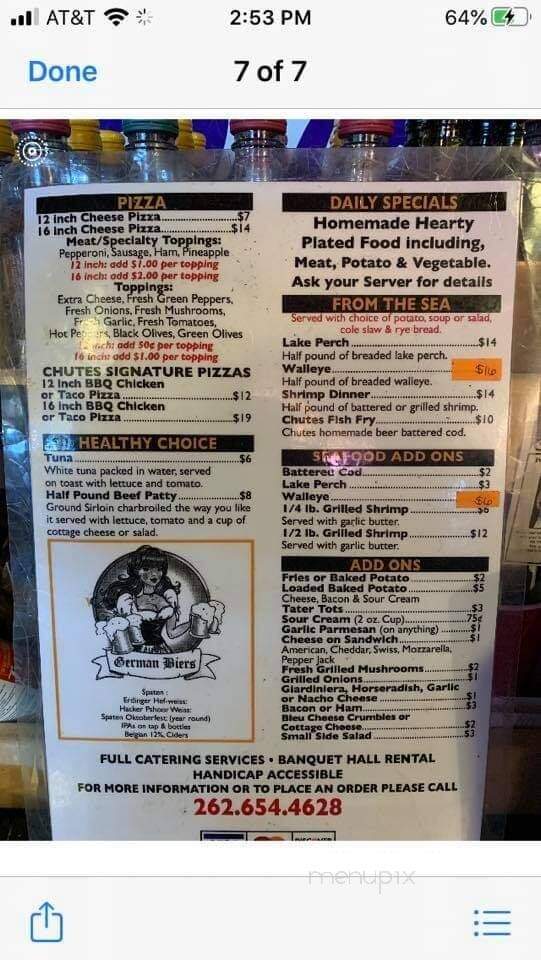 AT&T
2:53 PM
64%
Done
7 of 7
PIZZA
12 inch Cheese Pizza.....................$7
16 inch Cheese Pizza.....................$14
Meat/Specialty Toppings:
Pepperoni, Sausage, Ham, Pineapple
12 inch: add $1.00 per topping
16 inch: add $2.00 per topping
Toppings:
Extra Cheese, Fresh Green Peppers,
Fresh Onions, Fresh Mushrooms,
Fresh Garlic, Fresh Tomatoes,
Hot Peppers, Black Olives, Green Olives
12 inch: add 50¢ per topping
16 inch: add $1.00 per topping
CHUTES SIGNATURE PIZZAS
12 Inch BBQ Chicken
or Taco Pizza.....................$12
16 Inch BBQ Chicken
or Taco Pizza.....................$19
HEALTHY CHOICE
Tuna.....................$6
White tuna packed in water, served
on toast with lettuce and tomato.
Half Pound Beef Patty.....................$8
Ground Sirloin charbroiled the way you like
it served with lettuce, tomato and a cup of
cottage cheese or salad.
German Biers
Spaten :
Erdinger Hef-weiss:
Hacker Pshoor Weiss:
Spaten Oktoberfest (year round)
IPAs on tap & bottles
Belgian 12%, Ciders
DAILY SPECIALS
Homemade Hearty
Plated Food including,
Meat, Potato & Vegetable.
Ask your Server for details
FROM THE SEA
Served with choice of potato, soup or salad,
cole slaw & rye bread.
Lake Perch.....................$14
Half pound of breaded lake perch.
Walleye.....................$16
Half pound of breaded walleye.
Shrimp Dinner.....................$14
Half pound of battered or grilled shrimp.
Chutes Fish Fry.....................$10
Chutes homemade beer battered cod.
SEAFOOD ADD ONS
Battered Cod.....................$2
Lake Perch.....................$3
Walleye.....................$6
1/4 lb. Grilled Shrimp.....................$6
Served with garlic butter.
1/2 lb. Grilled Shrimp.....................$12
Served with garlic butter.
ADD ONS
Fries or Baked Potato.....................$2
Loaded Baked Potato.....................$5
Cheese, Bacon & Sour Cream
Tater Tots.....................$3
Sour Cream (2 oz. Cup).....................75¢
Garlic Parmesan (on anything)..........$1
Cheese on Sandwich.....................$1
American, Cheddar, Swiss, Mozzarella,
Pepper Jack
Fresh Grilled Mushrooms.....................$2
Grilled Onions.....................$1
Giardiniera, Horseradish, Garlic
or Nacho Cheese.....................$1
Bacon or Ham.....................$3
Bleu Cheese Crumbles or
Cottage Cheese.....................$2
Small Side Salad.....................$3
FULL CATERING SERVICES • BANQUET HALL RENTAL
HANDICAP ACCESSIBLE
FOR MORE INFORMATION OR TO PLACE AN ORDER PLEASE CALL
262.654.4628
menupix